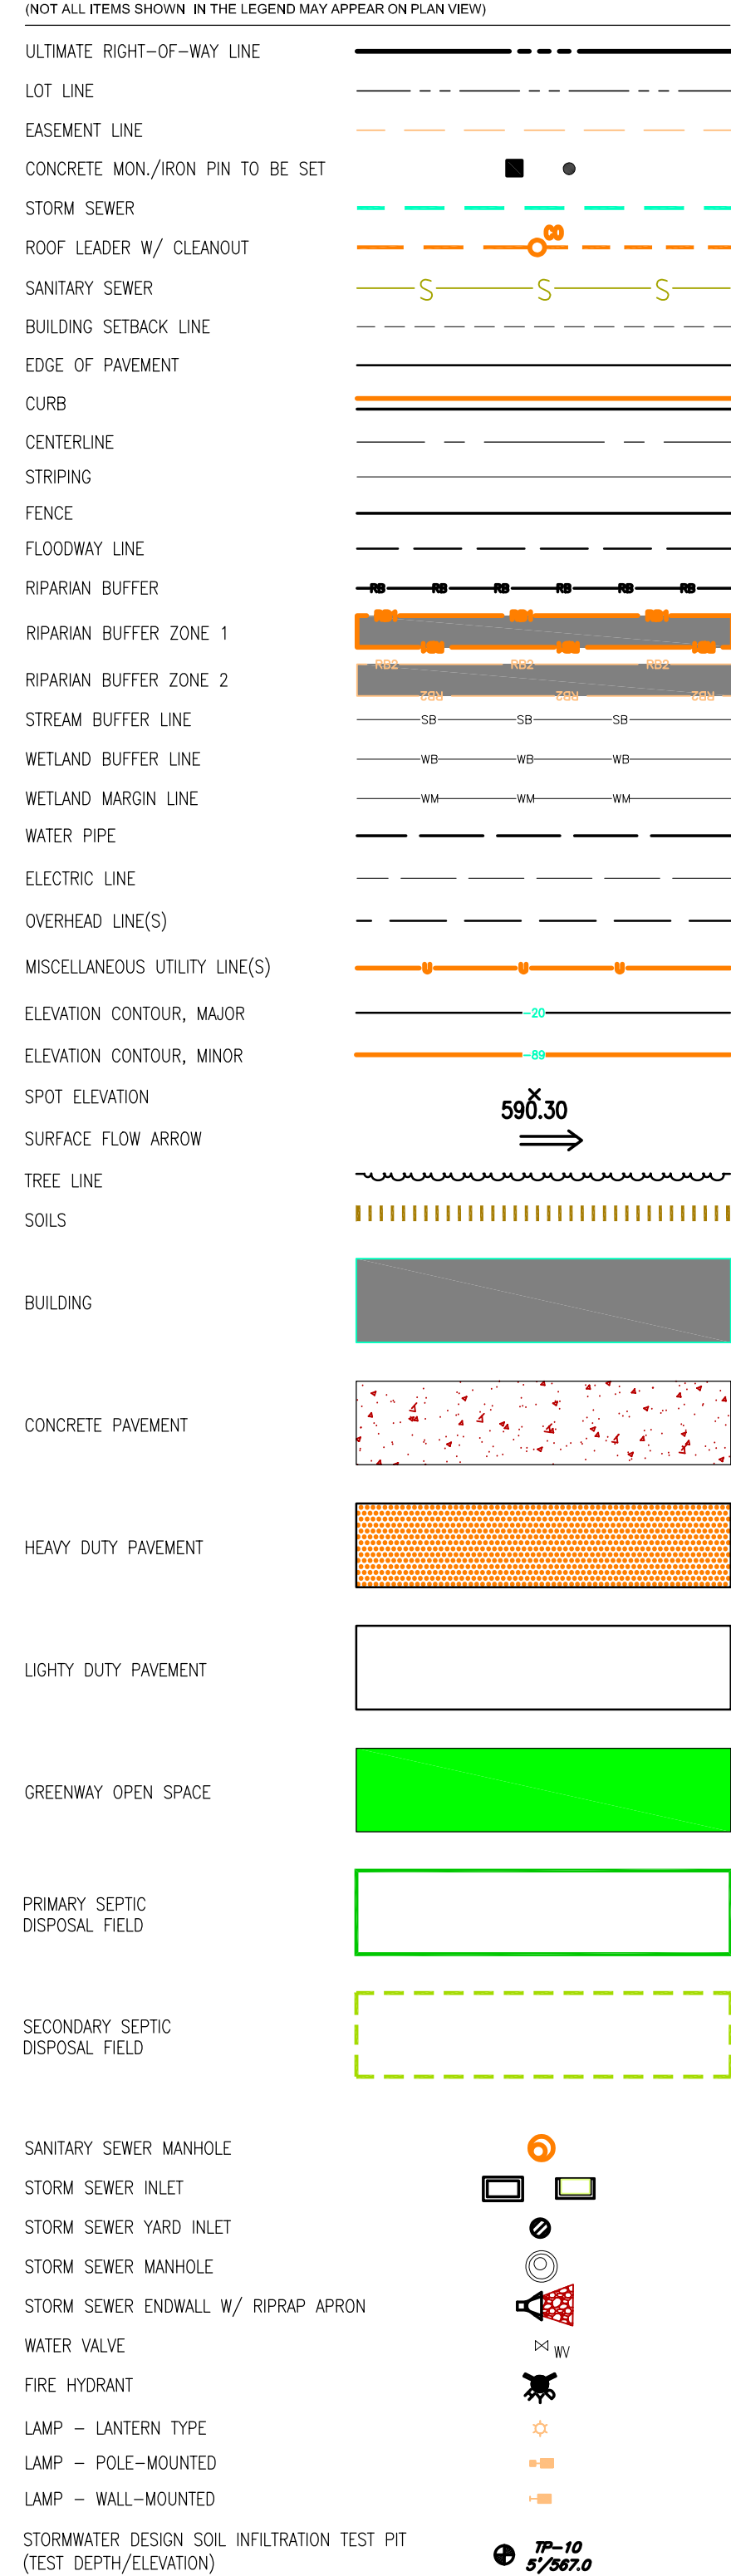 (NOT ALL ITEMS SHOWN IN THE LEGEND MAY APPEAR ON PLAN VIEW)
ULTIMATE RIGHT-OF-WAY LINE
LOT LINE
EASEMENT LINE
CONCRETE MON./IRON PIN TO BE SET
STORM SEWER
ROOF LEADER W/ CLEANOUT CO
SANITARY SEWER S S S
BUILDING SETBACK LINE
EDGE OF PAVEMENT
CURB
CENTERLINE
STRIPING
FENCE
FLOODWAY LINE
RIPARIAN BUFFER RB RB RB RB RB RB
RIPARIAN BUFFER ZONE 1
RIPARIAN BUFFER ZONE 2 RB2 RB2 RB2 RB2 RB2 RB2
STREAM BUFFER LINE SB SB SB
WETLAND BUFFER LINE WB WB WB
WETLAND MARGIN LINE WM WM WM
WATER PIPE
ELECTRIC LINE
OVERHEAD LINE(S)
MISCELLANEOUS UTILITY LINE(S) U U U
ELEVATION CONTOUR, MAJOR -20
ELEVATION CONTOUR, MINOR -89
SPOT ELEVATION 590.30
SURFACE FLOW ARROW
TREE LINE
SOILS
BUILDING
CONCRETE PAVEMENT
HEAVY DUTY PAVEMENT
LIGHTY DUTY PAVEMENT
GREENWAY OPEN SPACE
PRIMARY SEPTIC
DISPOSAL FIELD
SECONDARY SEPTIC
DISPOSAL FIELD
SANITARY SEWER MANHOLE
STORM SEWER INLET
STORM SEWER YARD INLET
STORM SEWER MANHOLE
STORM SEWER ENDWALL W/ RIPRAP APRON
WATER VALVE WV
FIRE HYDRANT
LAMP - LANTERN TYPE
LAMP - POLE-MOUNTED
LAMP - WALL-MOUNTED
STORMWATER DESIGN SOIL INFILTRATION TEST PIT TP-10
(TEST DEPTH/ELEVATION) 5'/567.0